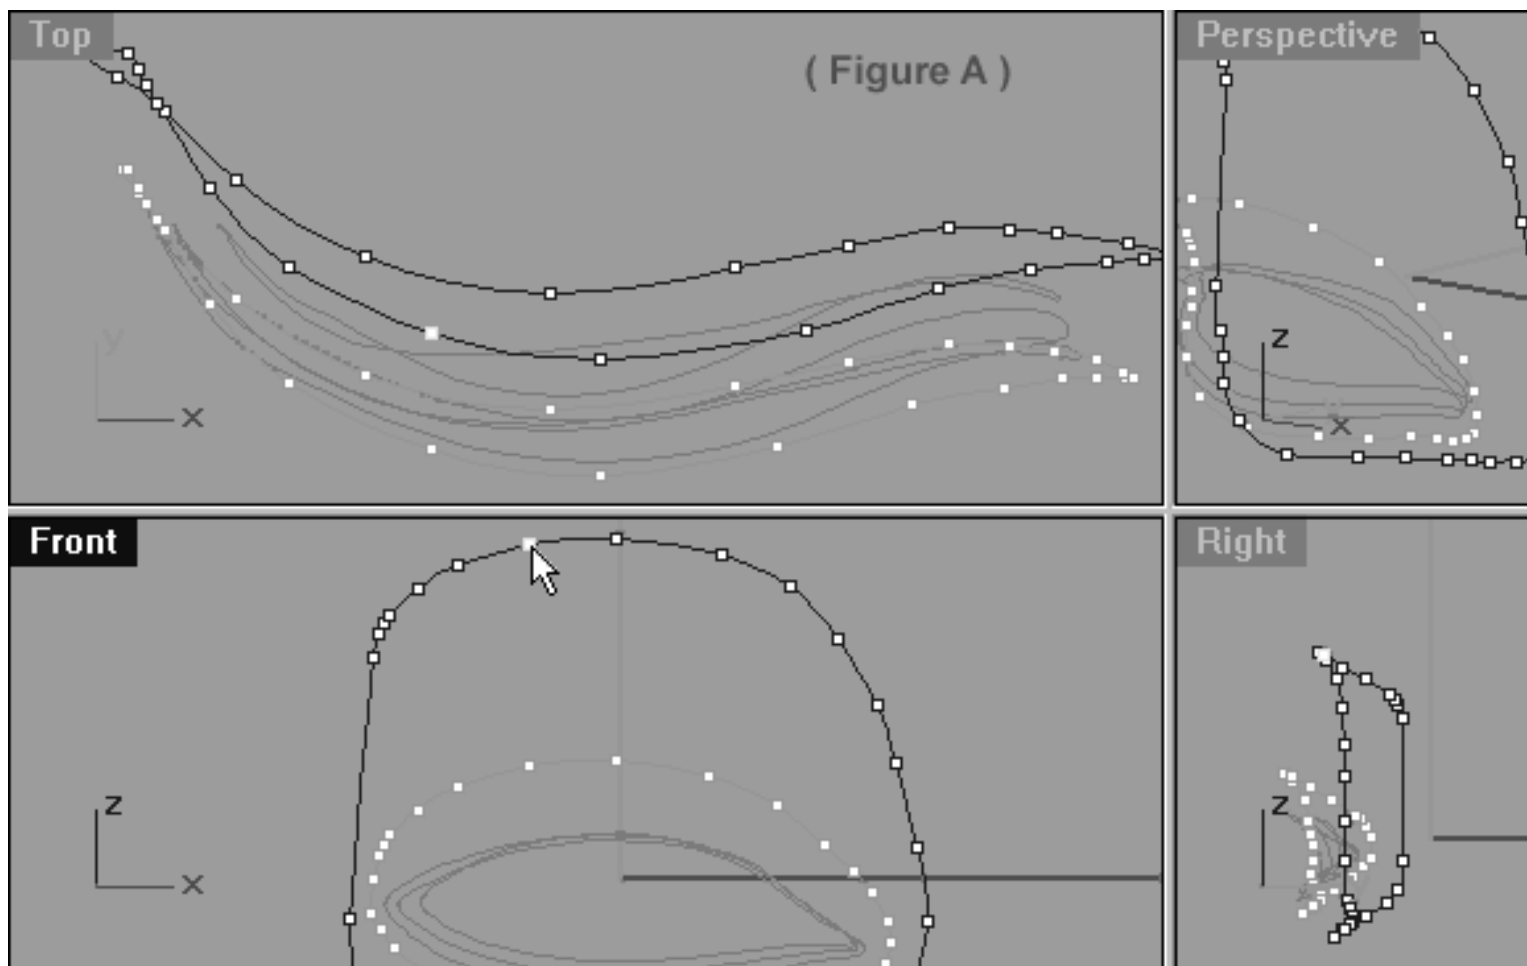 Top
( Figure A )
Perspective
y
x
z
x
Front
Right
z
x
z
x